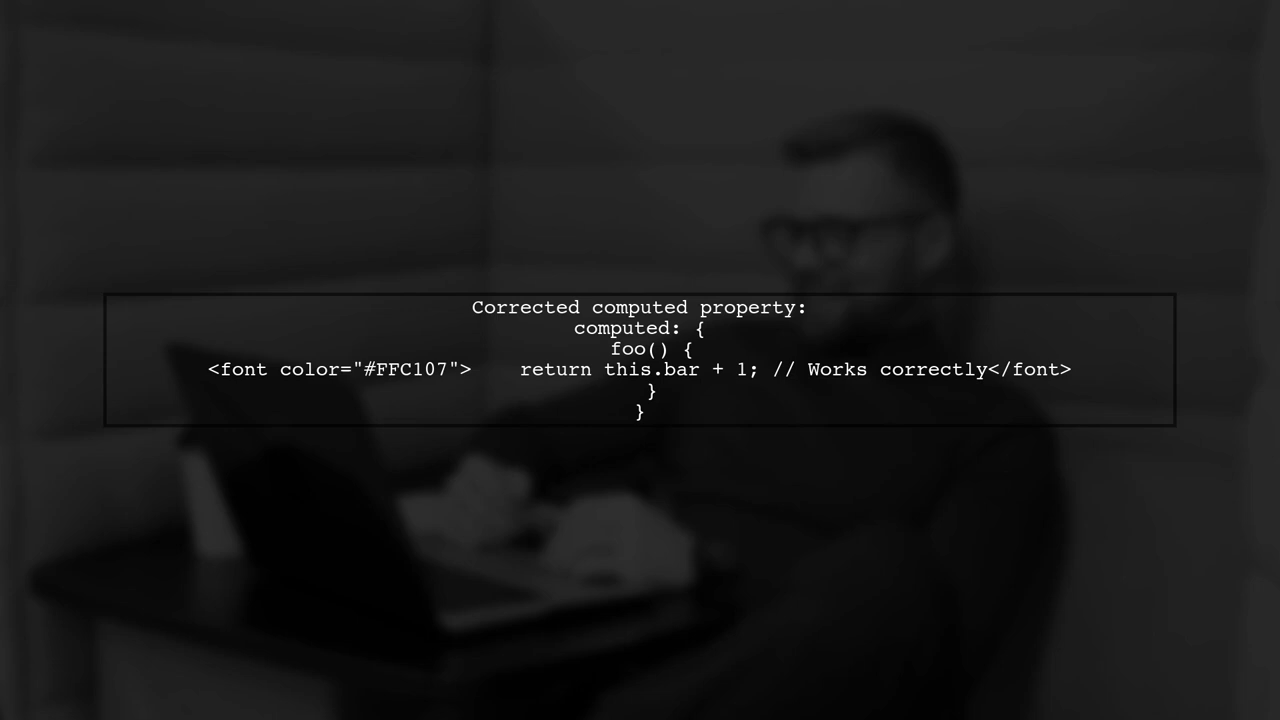 Corrected computed property:
computed: {
foo() {
<font color="#FFC107">    return this.bar + 1; // Works correctly</font>
}
}